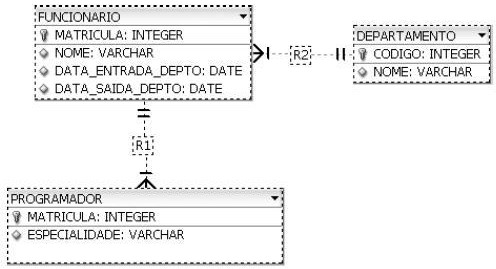 FUNCIONARIO
MATRICULA: INTEGER
NOME: VARCHAR
DATA_ENTRADA_DEPTO: DATE
DATA_SAIDA_DEPTO: DATE
R2
DEPARTAMENTO
CODIGO: INTEGER
NOME: VARCHAR
R1
PROGRAMADOR
MATRICULA: INTEGER
ESPECIALIDADE: VARCHAR